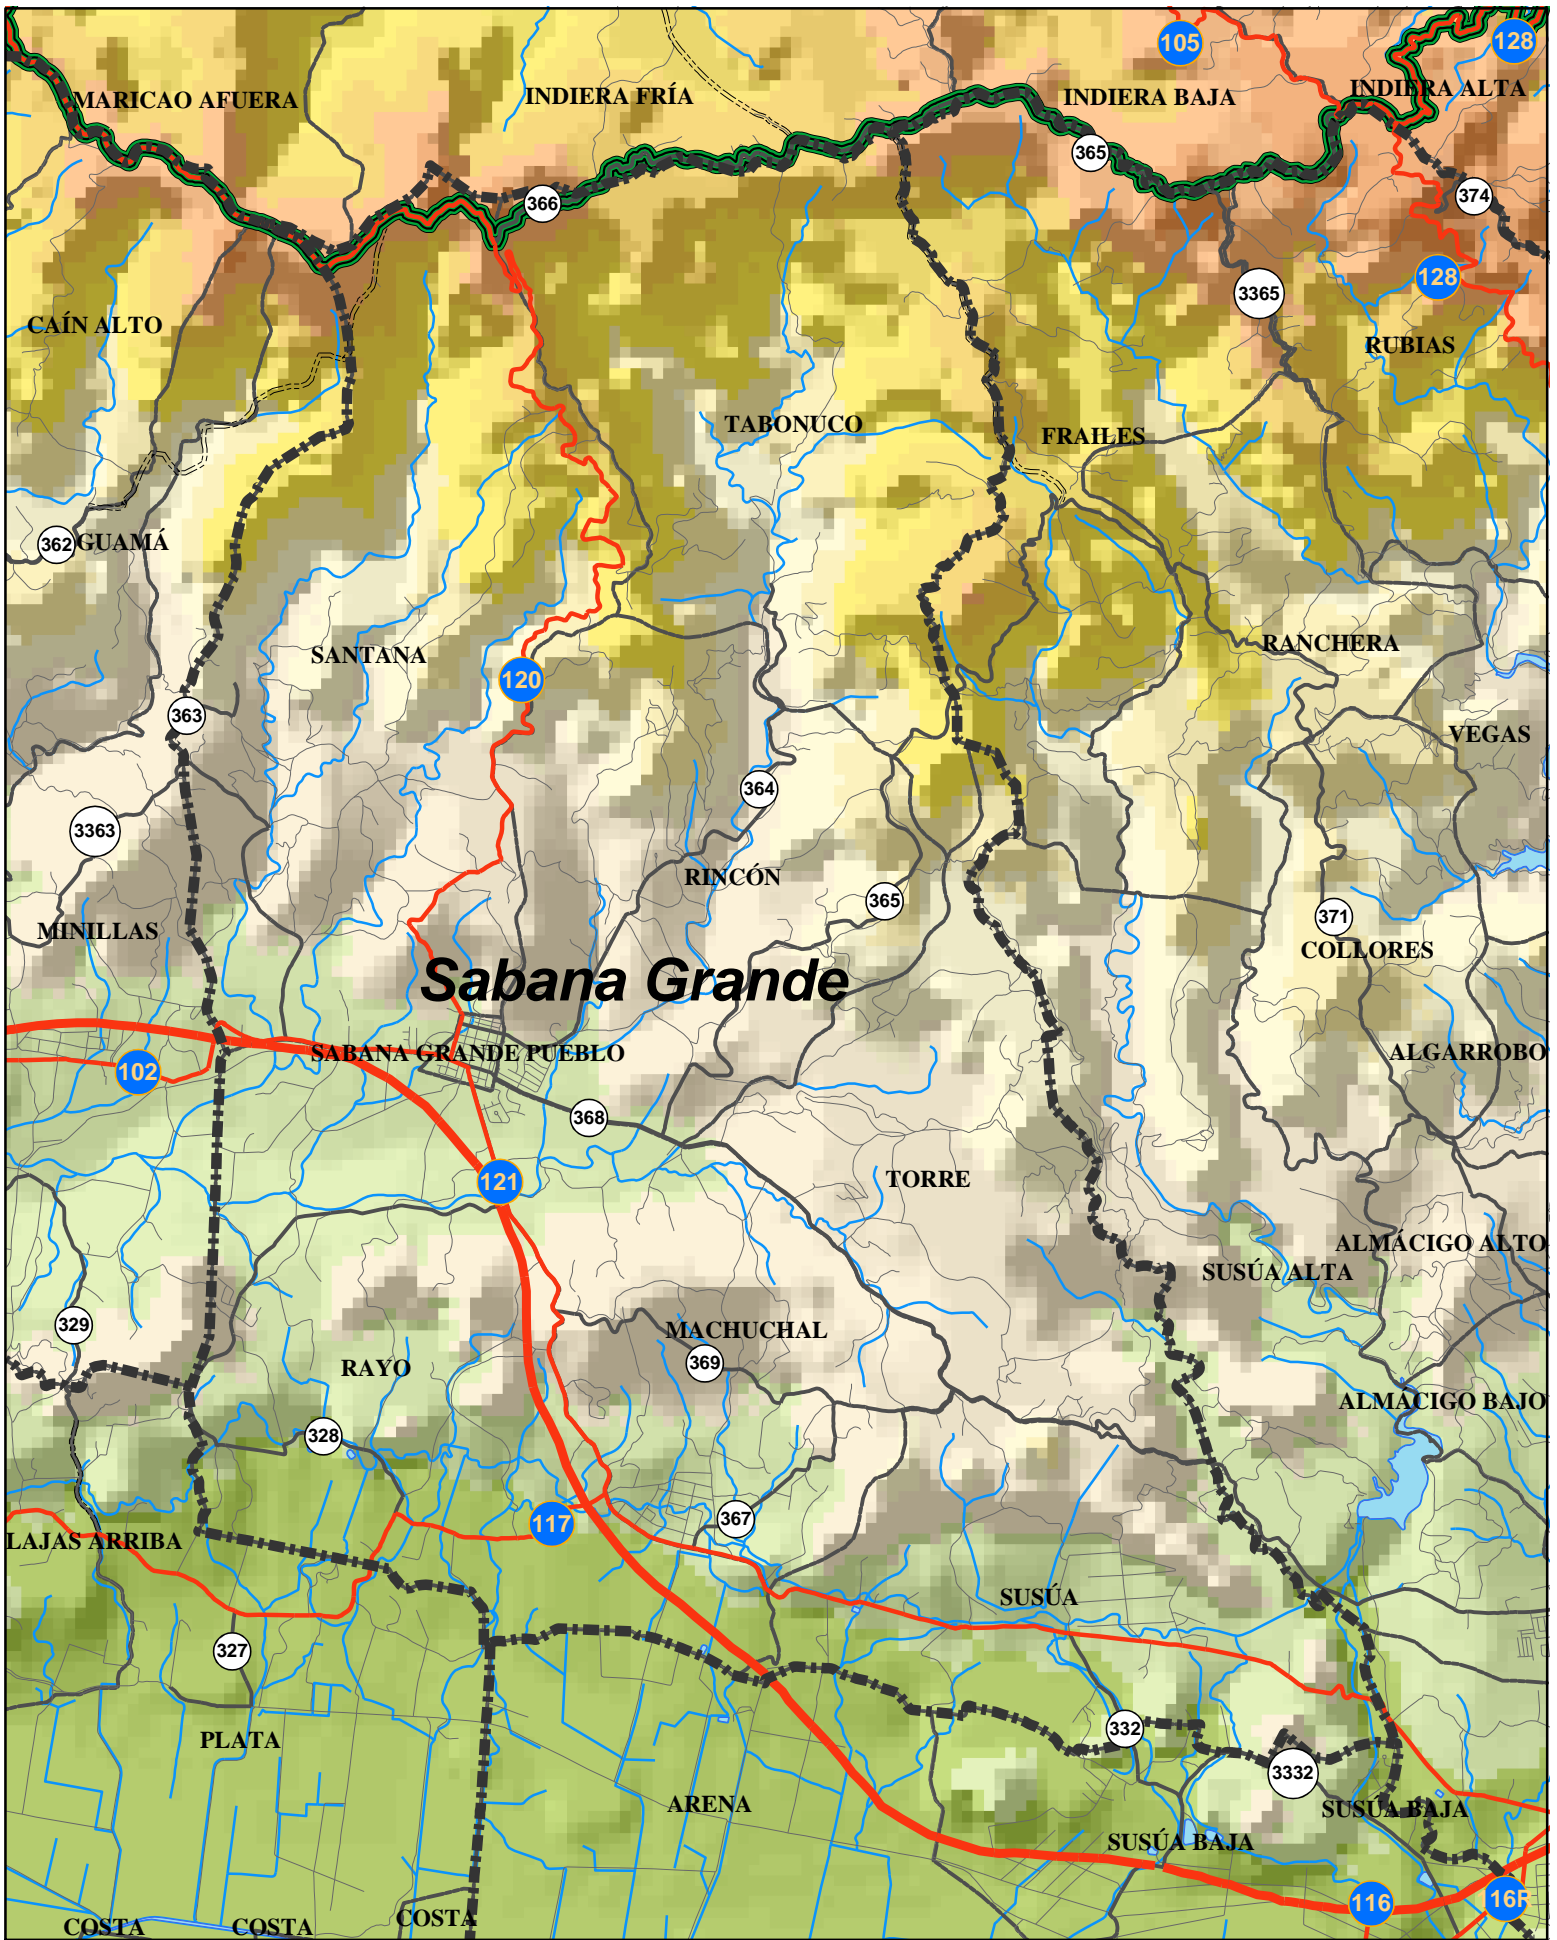 105
128
MARICAO AFUERA
INDIERA FRÍA
INDIERA BAJA
INDIERA ALTA
365
366
374
3365
128
CAÍN ALTO
RUBIAS
TABONUCO
FRAILES
362
GUAMÁ
SANTANA
RANCHERA
120
363
VEGAS
364
3363
RINCÓN
365
371
MINILLAS
COLLORES
Sabana Grande
SABANA GRANDE PUEBLO
ALGARROBO
102
368
121
TORRE
ALMÁCIGO ALTO
SUSÚA ALTA
329
MACHUCHAL
369
RAYO
ALMÁCIGO BAJO
328
117
367
LAJAS ARRIBA
SUSÚA
327
332
PLATA
3332
ARENA
SUSÚA BAJA
SUSÚA BAJA
116
16R
COSTA
COSTA
COSTA